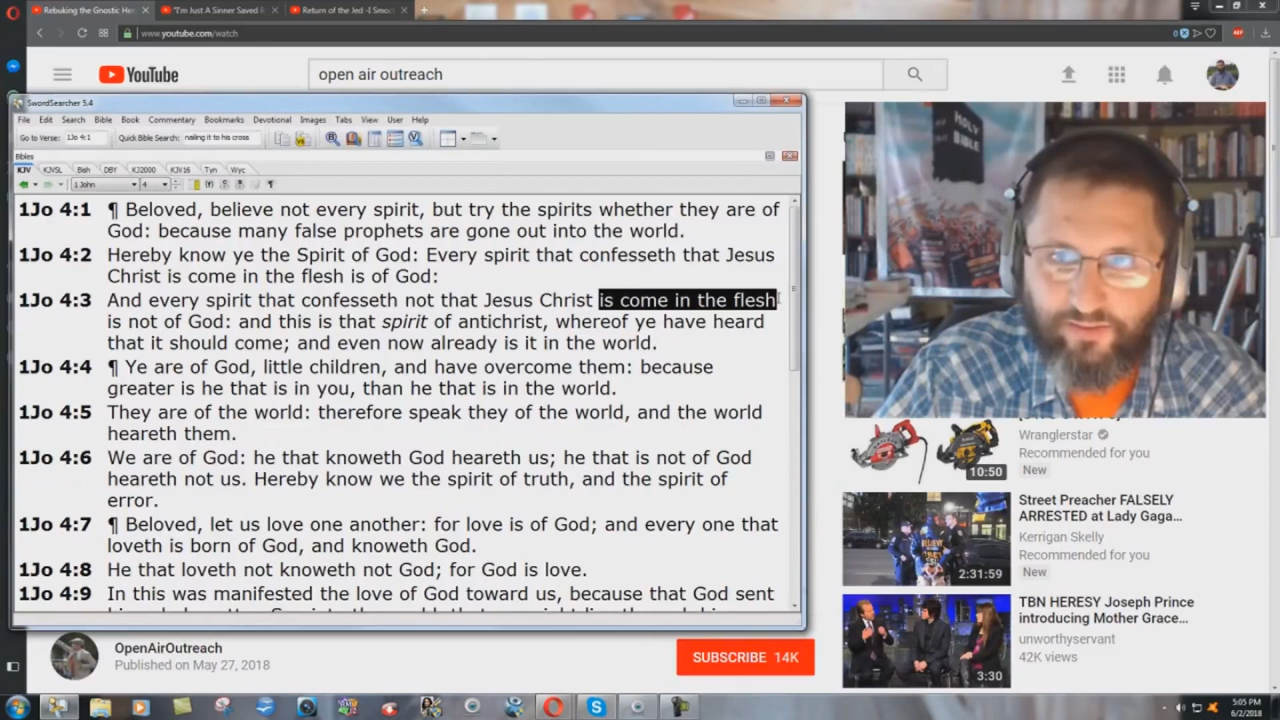 Rebuking the Gnostic Her
"I'm Just A Sinner Saved
Return of the Jed -| Smoc
www.youtube.com/watch
0
ABP
YouTube
open air outreach
SwordSearcher 5.4
File Edit Search Bible Book Commentary Bookmarks Devotional Images Tabs View User Help
Go to Verse: 1Jo 4:1 Quick Bible Search: nailing it to his cross
Bibles
KJV KJVSL Bish DBY KJ2000 KJV16 Tyn Wyc
1 John 4
1Jo 4:1 ¶ Beloved, believe not every spirit, but try the spirits whether they are of
God: because many false prophets are gone out into the world.
1Jo 4:2 Hereby know ye the Spirit of God: Every spirit that confesseth that Jesus
Christ is come in the flesh is of God:
1Jo 4:3 And every spirit that confesseth not that Jesus Christ is come in the flesh
is not of God: and this is that spirit of antichrist, whereof ye have heard
that it should come; and even now already is it in the world.
1Jo 4:4 ¶ Ye are of God, little children, and have overcome them: because
greater is he that is in you, than he that is in the world.
1Jo 4:5 They are of the world: therefore speak they of the world, and the world
heareth them.
1Jo 4:6 We are of God: he that knoweth God heareth us; he that is not of God
heareth not us. Hereby know we the spirit of truth, and the spirit of
error.
1Jo 4:7 ¶ Beloved, let us love one another: for love is of God; and every one that
loveth is born of God, and knoweth God.
1Jo 4:8 He that loveth not knoweth not God; for God is love.
1Jo 4:9 In this was manifested the love of God toward us, because that God sent
HOLY
BIBLE
Wranglerstar
Recommended for you
New
10:50
Street Preacher FALSELY
ARRESTED at Lady Gaga...
Kerrigan Skelly
Recommended for you
New
2:31:59
TBN HERESY Joseph Prince
introducing Mother Grace...
unworthyservant
42K views
3:30
OpenAirOutreach
Published on May 27, 2018
SUBSCRIBE 14K
5:05 PM
6/2/2018